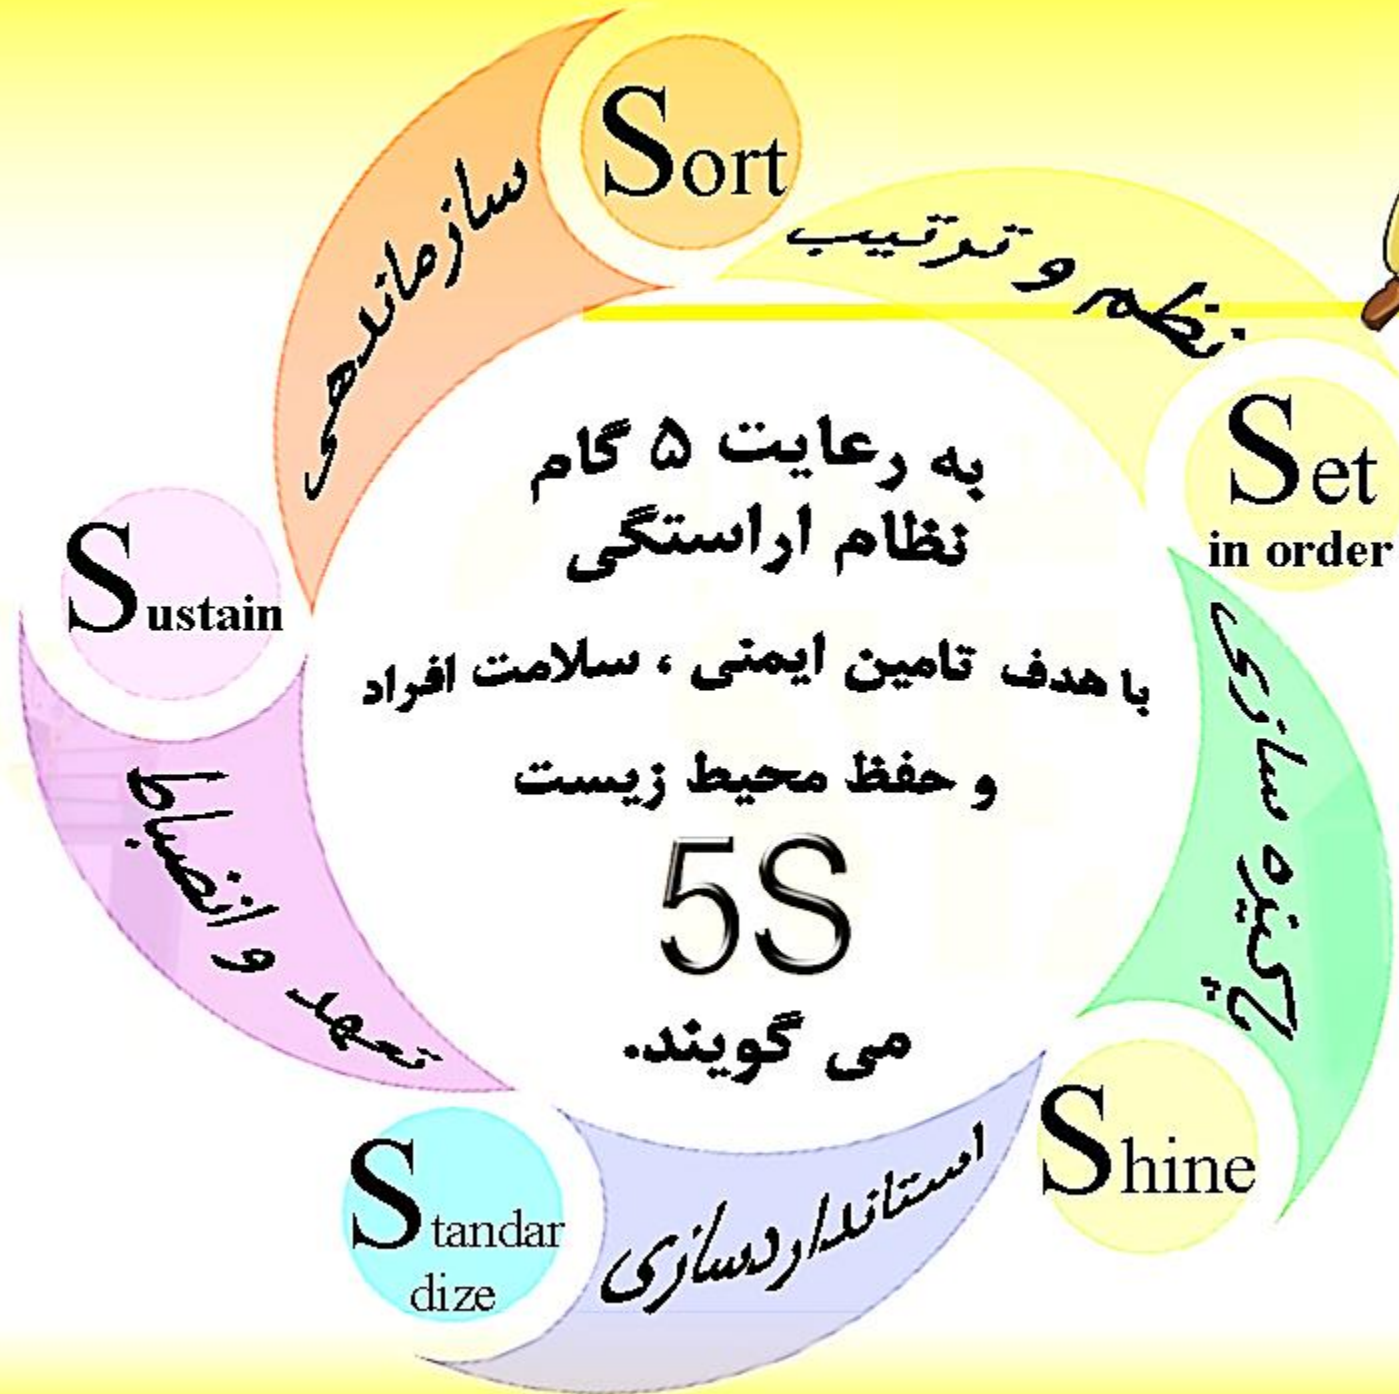 Sort
سازماندهی
نظم و ترتیب
Set
in order
پاکیزه سازی
Shine
استانداردسازی
Standar
dize
تعهد و انضباط
Sustain
به رعایت ۵ گام
نظام اراستگی
با هدف تامین ایمنی ، سلامت افراد
و حفظ محیط زیست
5S
می گویند.